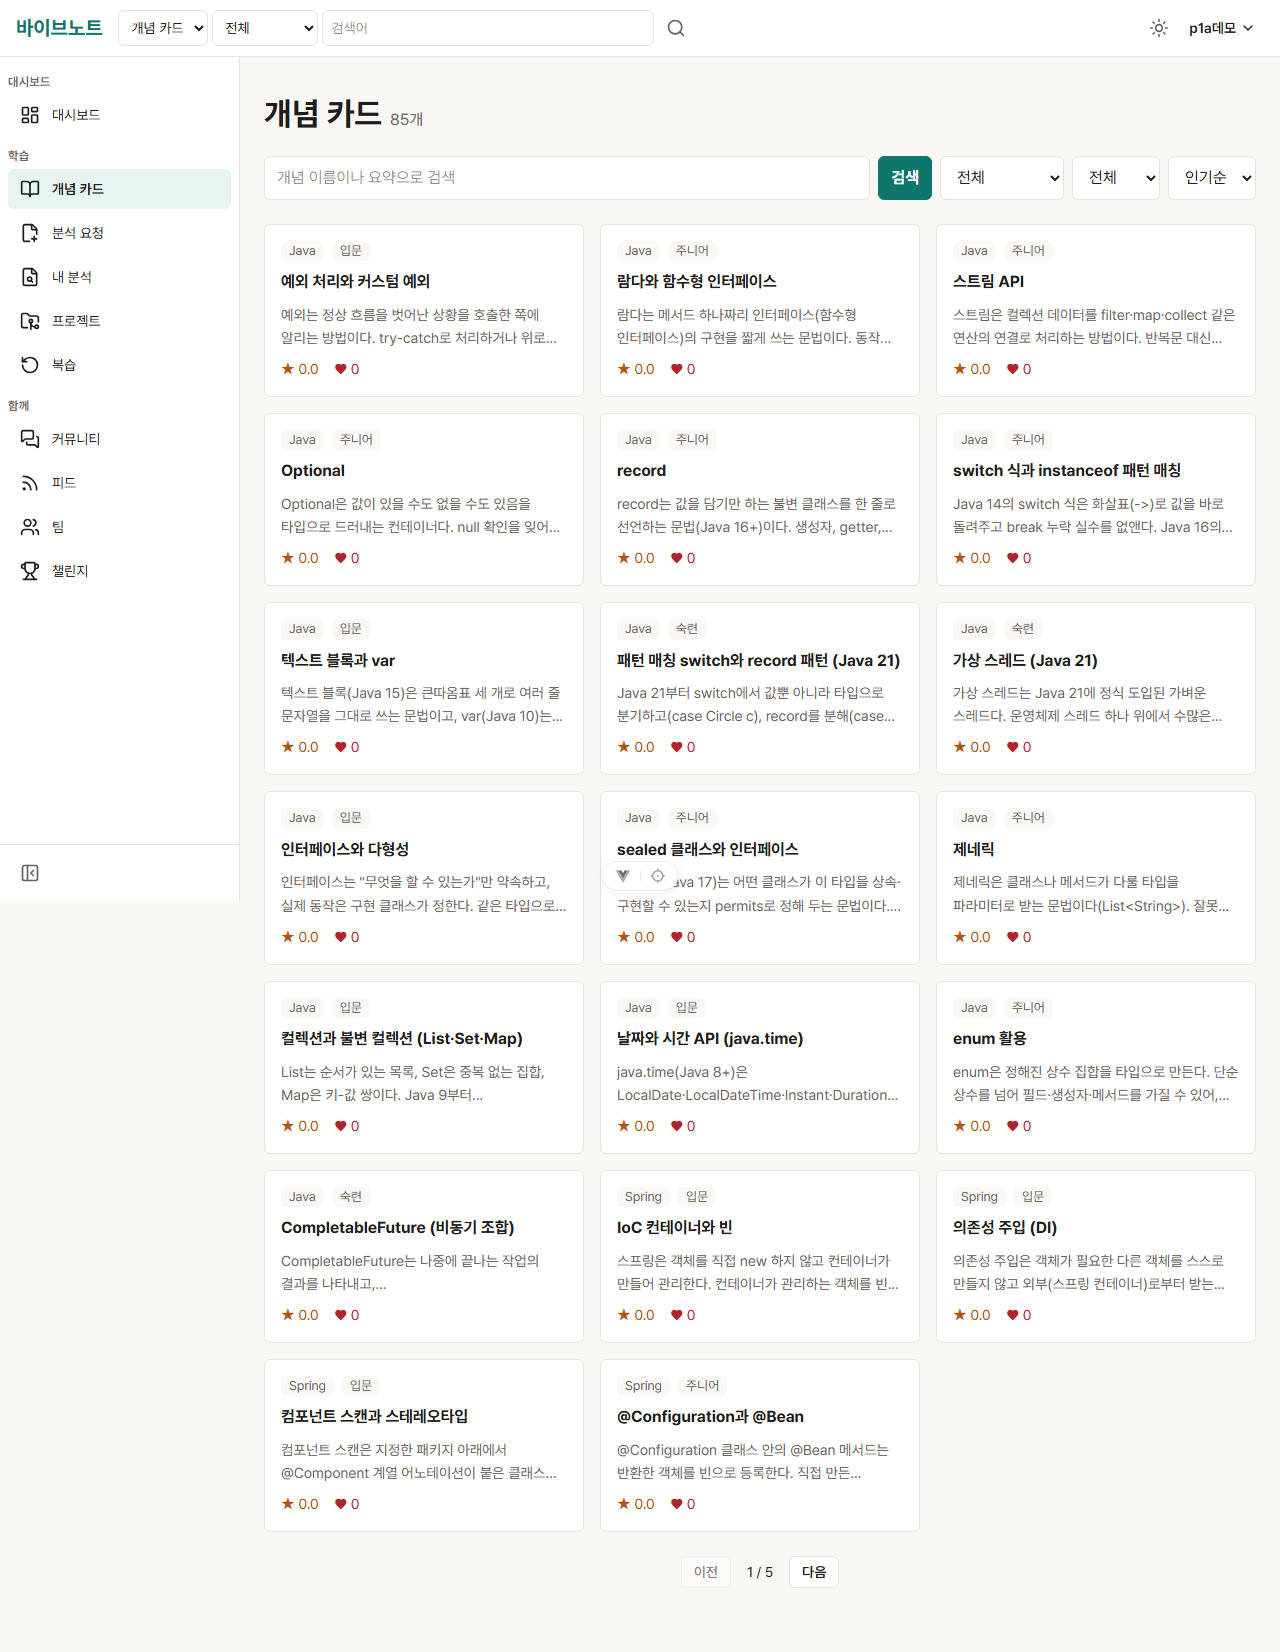 바이브노트
개념 카드
전체
검색어
p1a데모
대시보드
대시보드
학습
개념 카드
분석 요청
내 분석
프로젝트
복습
함께
커뮤니티
피드
팀
챌린지
개념 카드 85개
개념 이름이나 요약으로 검색
검색
전체
전체
인기순
Java 입문
예외 처리와 커스텀 예외
예외는 정상 흐름을 벗어난 상황을 호출한 쪽에
알리는 방법이다. try-catch로 처리하거나 위로...
★ 0.0 ♥ 0
Java 주니어
람다와 함수형 인터페이스
람다는 메서드 하나짜리 인터페이스(함수형
인터페이스)의 구현을 짧게 쓰는 문법이다. 동작...
★ 0.0 ♥ 0
Java 주니어
스트림 API
스트림은 컬렉션 데이터를 filter·map·collect 같은
연산의 연결로 처리하는 방법이다. 반복문 대신...
★ 0.0 ♥ 0
Java 주니어
Optional
Optional은 값이 있을 수도 없을 수도 있음을
타입으로 드러내는 컨테이너다. null 확인을 잊어...
★ 0.0 ♥ 0
Java 주니어
record
record는 값을 담기만 하는 불변 클래스를 한 줄로
선언하는 문법(Java 16+)이다. 생성자, getter,...
★ 0.0 ♥ 0
Java 주니어
switch 식과 instanceof 패턴 매칭
Java 14의 switch 식은 화살표(->)로 값을 바로
돌려주고 break 누락 실수를 없앤다. Java 16의...
★ 0.0 ♥ 0
Java 입문
텍스트 블록과 var
텍스트 블록(Java 15)은 큰따옴표 세 개로 여러 줄
문자열을 그대로 쓰는 문법이고, var(Java 10)는...
★ 0.0 ♥ 0
Java 숙련
패턴 매칭 switch와 record 패턴 (Java 21)
Java 21부터 switch에서 값뿐 아니라 타입으로
분기하고(case Circle c), record를 분해(case...
★ 0.0 ♥ 0
Java 숙련
가상 스레드 (Java 21)
가상 스레드는 Java 21에 정식 도입된 가벼운
스레드다. 운영체제 스레드 하나 위에서 수많은...
★ 0.0 ♥ 0
Java 입문
인터페이스와 다형성
인터페이스는 "무엇을 할 수 있는가"만 약속하고,
실제 동작은 구현 클래스가 정한다. 같은 타입으로...
★ 0.0 ♥ 0
Java 주니어
sealed 클래스와 인터페이스
ava 17)는 어떤 클래스가 이 타입을 상속·
구현할 수 있는지 permits로 정해 두는 문법이다....
★ 0.0 ♥ 0
Java 주니어
제네릭
제네릭은 클래스나 메서드가 다룰 타입을
파라미터로 받는 문법이다(List<String>). 잘못...
★ 0.0 ♥ 0
Java 입문
컬렉션과 불변 컬렉션 (List·Set·Map)
List는 순서가 있는 목록, Set은 중복 없는 집합,
Map은 키-값 쌍이다. Java 9부터...
★ 0.0 ♥ 0
Java 입문
날짜와 시간 API (java.time)
java.time(Java 8+)은
LocalDate·LocalDateTime·Instant·Duration...
★ 0.0 ♥ 0
Java 주니어
enum 활용
enum은 정해진 상수 집합을 타입으로 만든다. 단순
상수를 넘어 필드·생성자·메서드를 가질 수 있어,...
★ 0.0 ♥ 0
Java 숙련
CompletableFuture (비동기 조합)
CompletableFuture는 나중에 끝나는 작업의
결과를 나타내고,...
★ 0.0 ♥ 0
Spring 입문
IoC 컨테이너와 빈
스프링은 객체를 직접 new 하지 않고 컨테이너가
만들어 관리한다. 컨테이너가 관리하는 객체를 빈...
★ 0.0 ♥ 0
Spring 입문
의존성 주입 (DI)
의존성 주입은 객체가 필요한 다른 객체를 스스로
만들지 않고 외부(스프링 컨테이너)로부터 받는...
★ 0.0 ♥ 0
Spring 입문
컴포넌트 스캔과 스테레오타입
컴포넌트 스캔은 지정한 패키지 아래에서
@Component 계열 어노테이션이 붙은 클래스...
★ 0.0 ♥ 0
Spring 주니어
@Configuration과 @Bean
@Configuration 클래스 안의 @Bean 메서드는
반환한 객체를 빈으로 등록한다. 직접 만든...
★ 0.0 ♥ 0
이전 1 / 5 다음